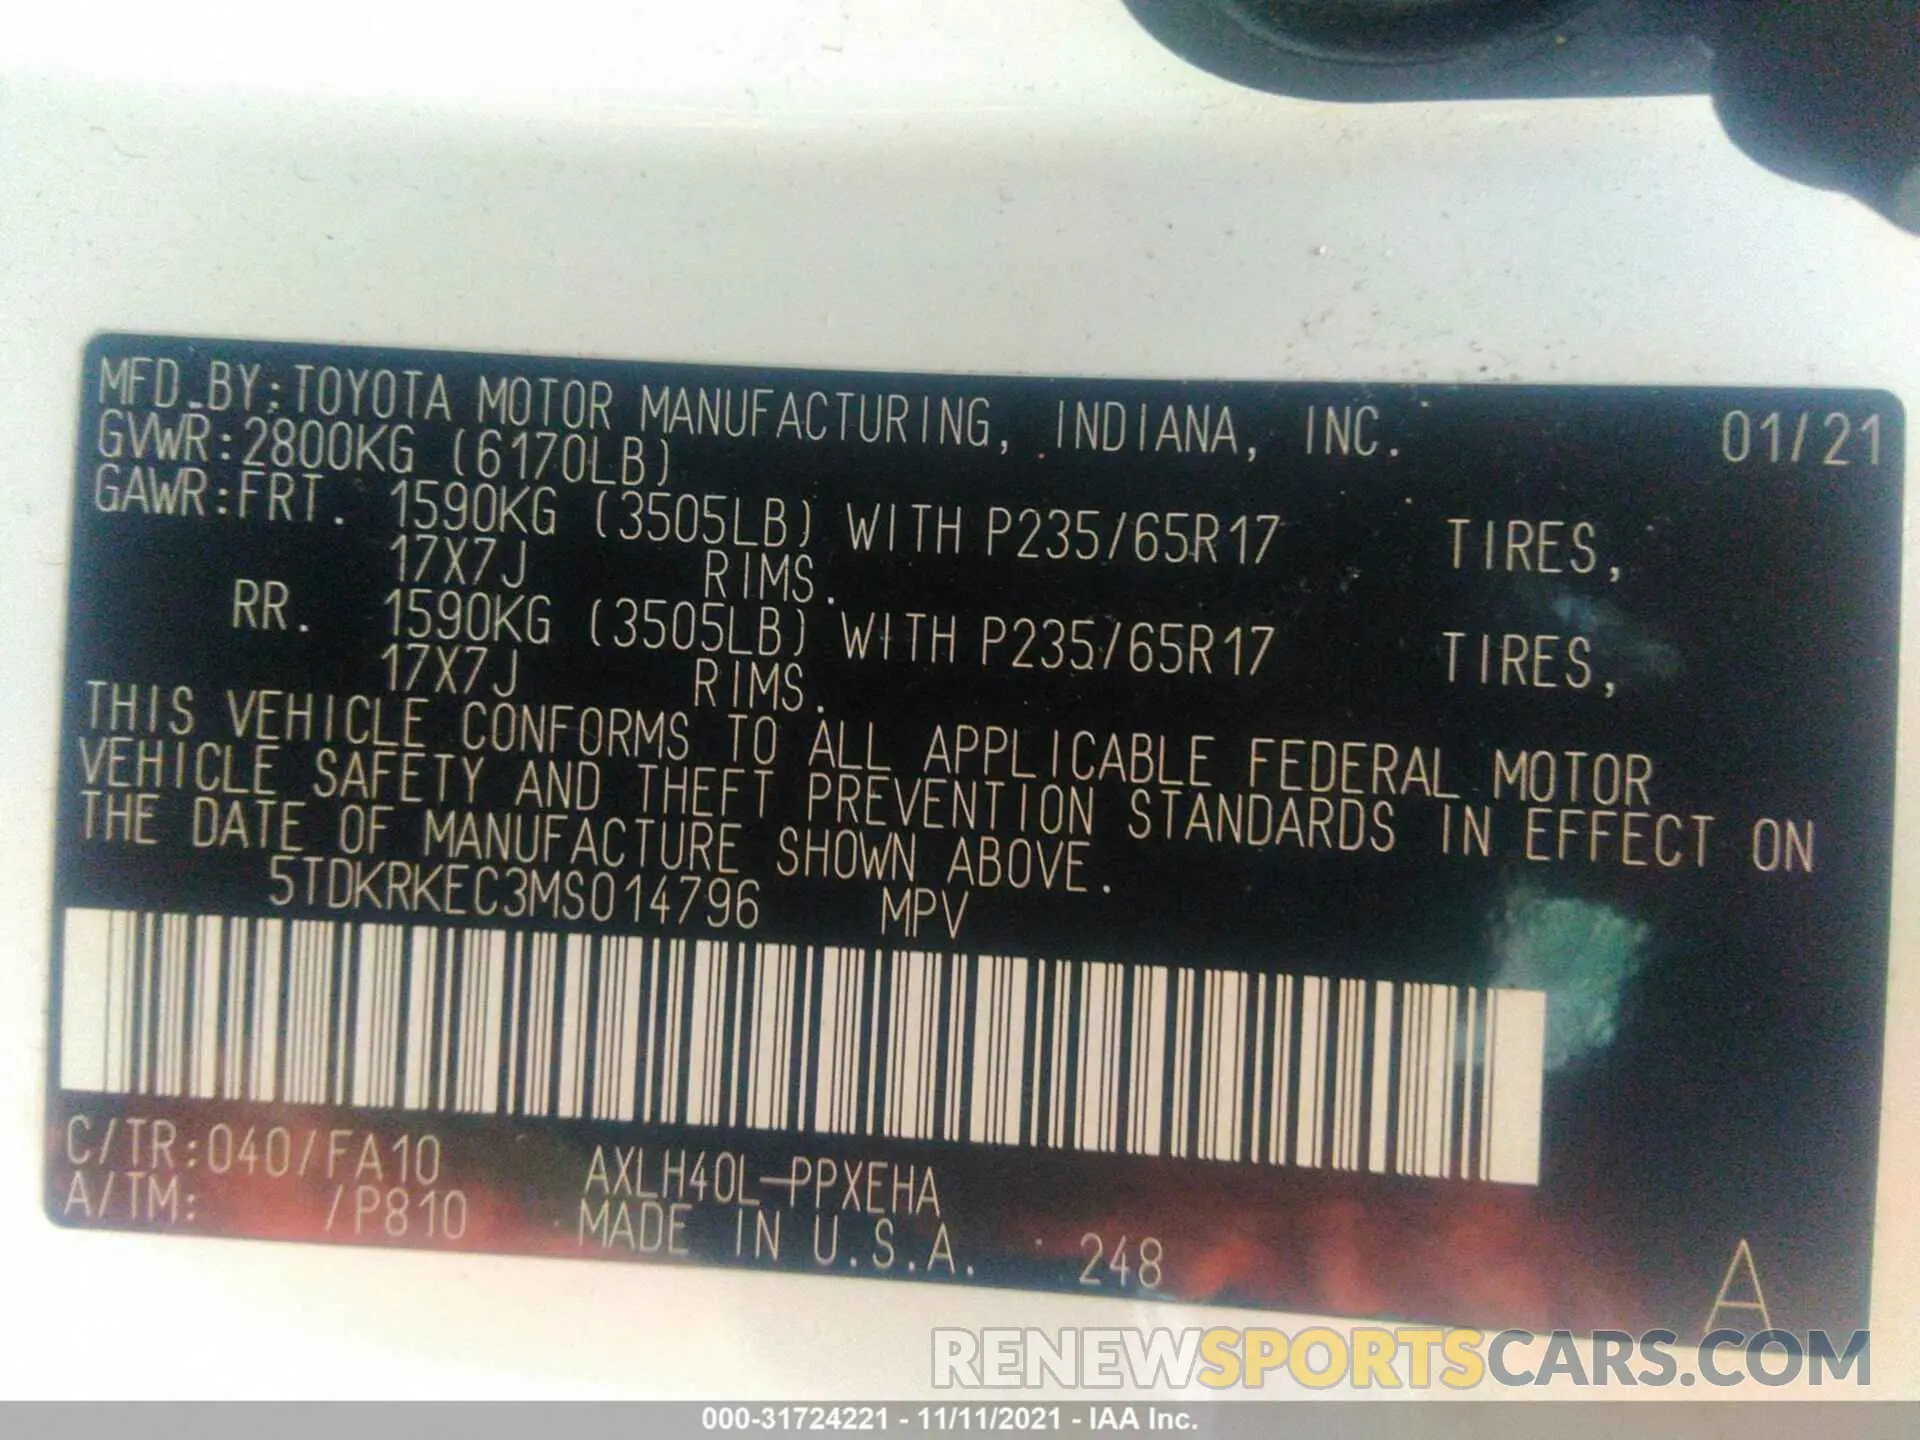 MFD.BY:TOYOTA MOTOR MANUFACTURING, INDIANA, INC. 01/21
GVWR:2800KG (6170LB)
GAWR:FRT. 1590KG (3505LB) WITH P235/65R17 TIRES,
17X7J RIMS.
RR. 1590KG (3505LB) WITH P235/65R17 TIRES,
17X7J RIMS.
THIS VEHICLE CONFORMS TO ALL APPLICABLE FEDERAL MOTOR
VEHICLE SAFETY AND THEFT PREVENTION STANDARDS IN EFFECT ON
THE DATE OF MANUFACTURE SHOWN ABOVE.
5TDKRKEC3MS014796 MPV
C/TR:040/FA10 AXLH40L-PPXEHA
A/TM: /P810 MADE IN U.S.A. 248 A
RENEWSPORTSCARS.COM
000-31724221 - 11/11/2021 - IAA Inc.